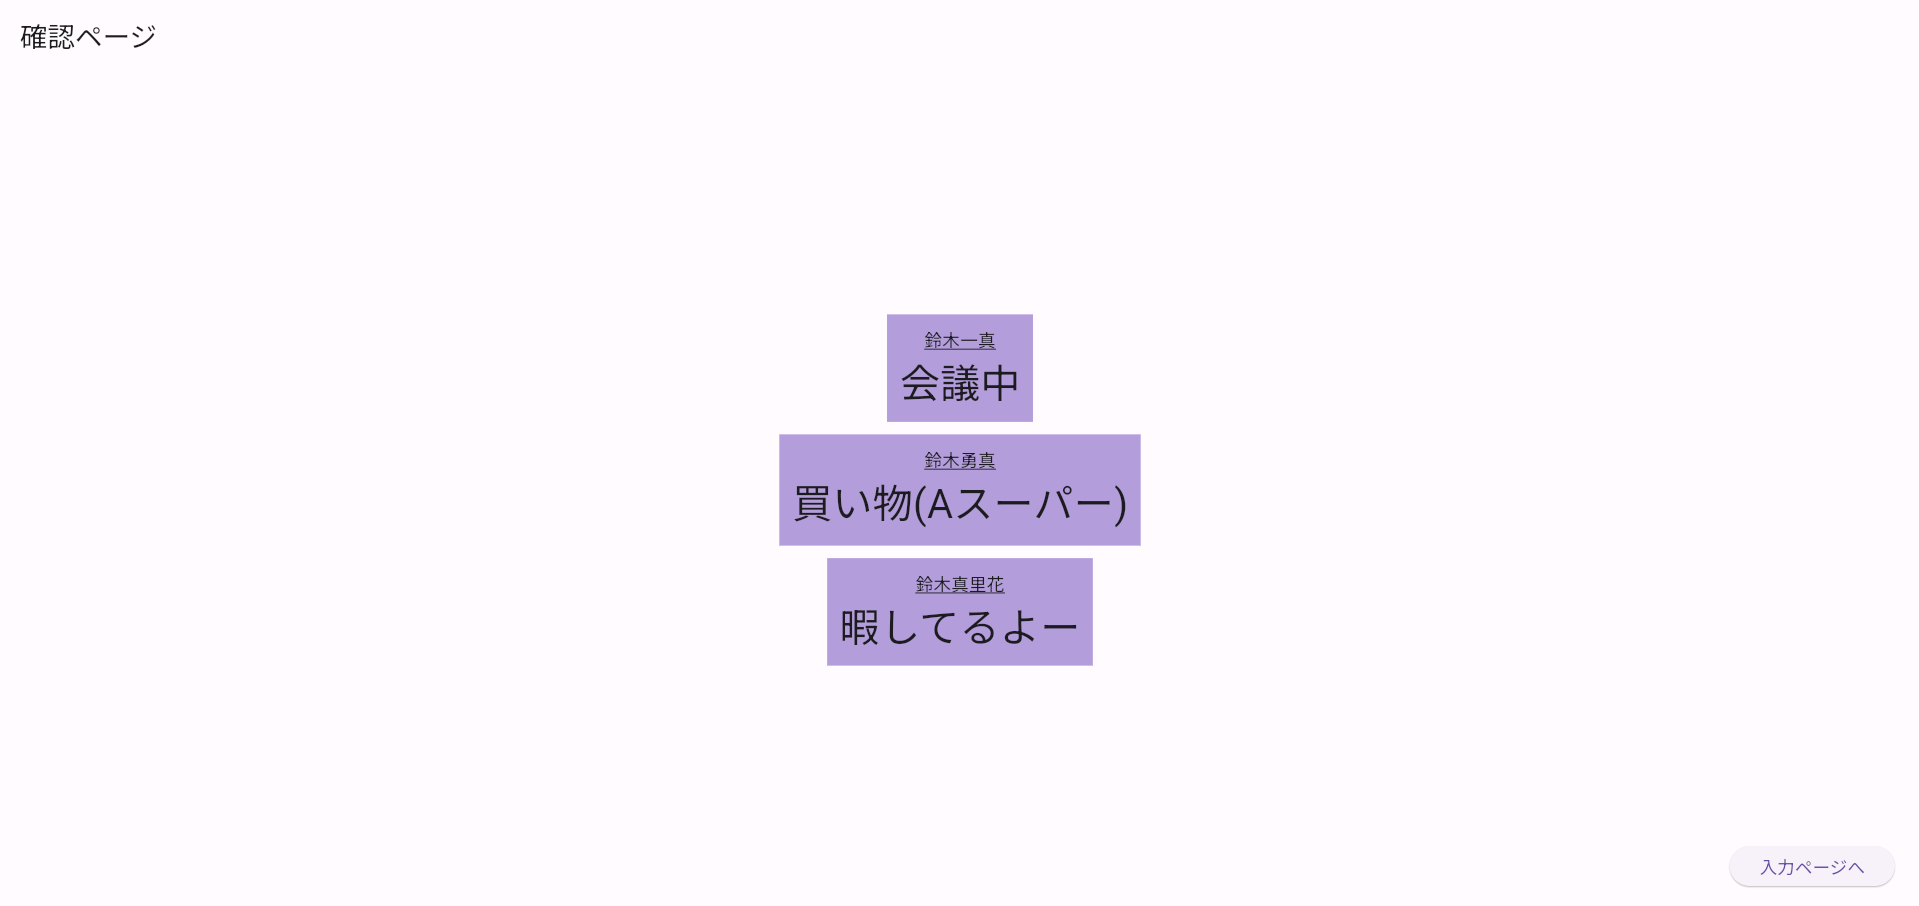 確認ページ
鈴木一真
会議中
鈴木勇真
買い物(Aスーパー)
鈴木真里花
暇してるよー
入力ページへ